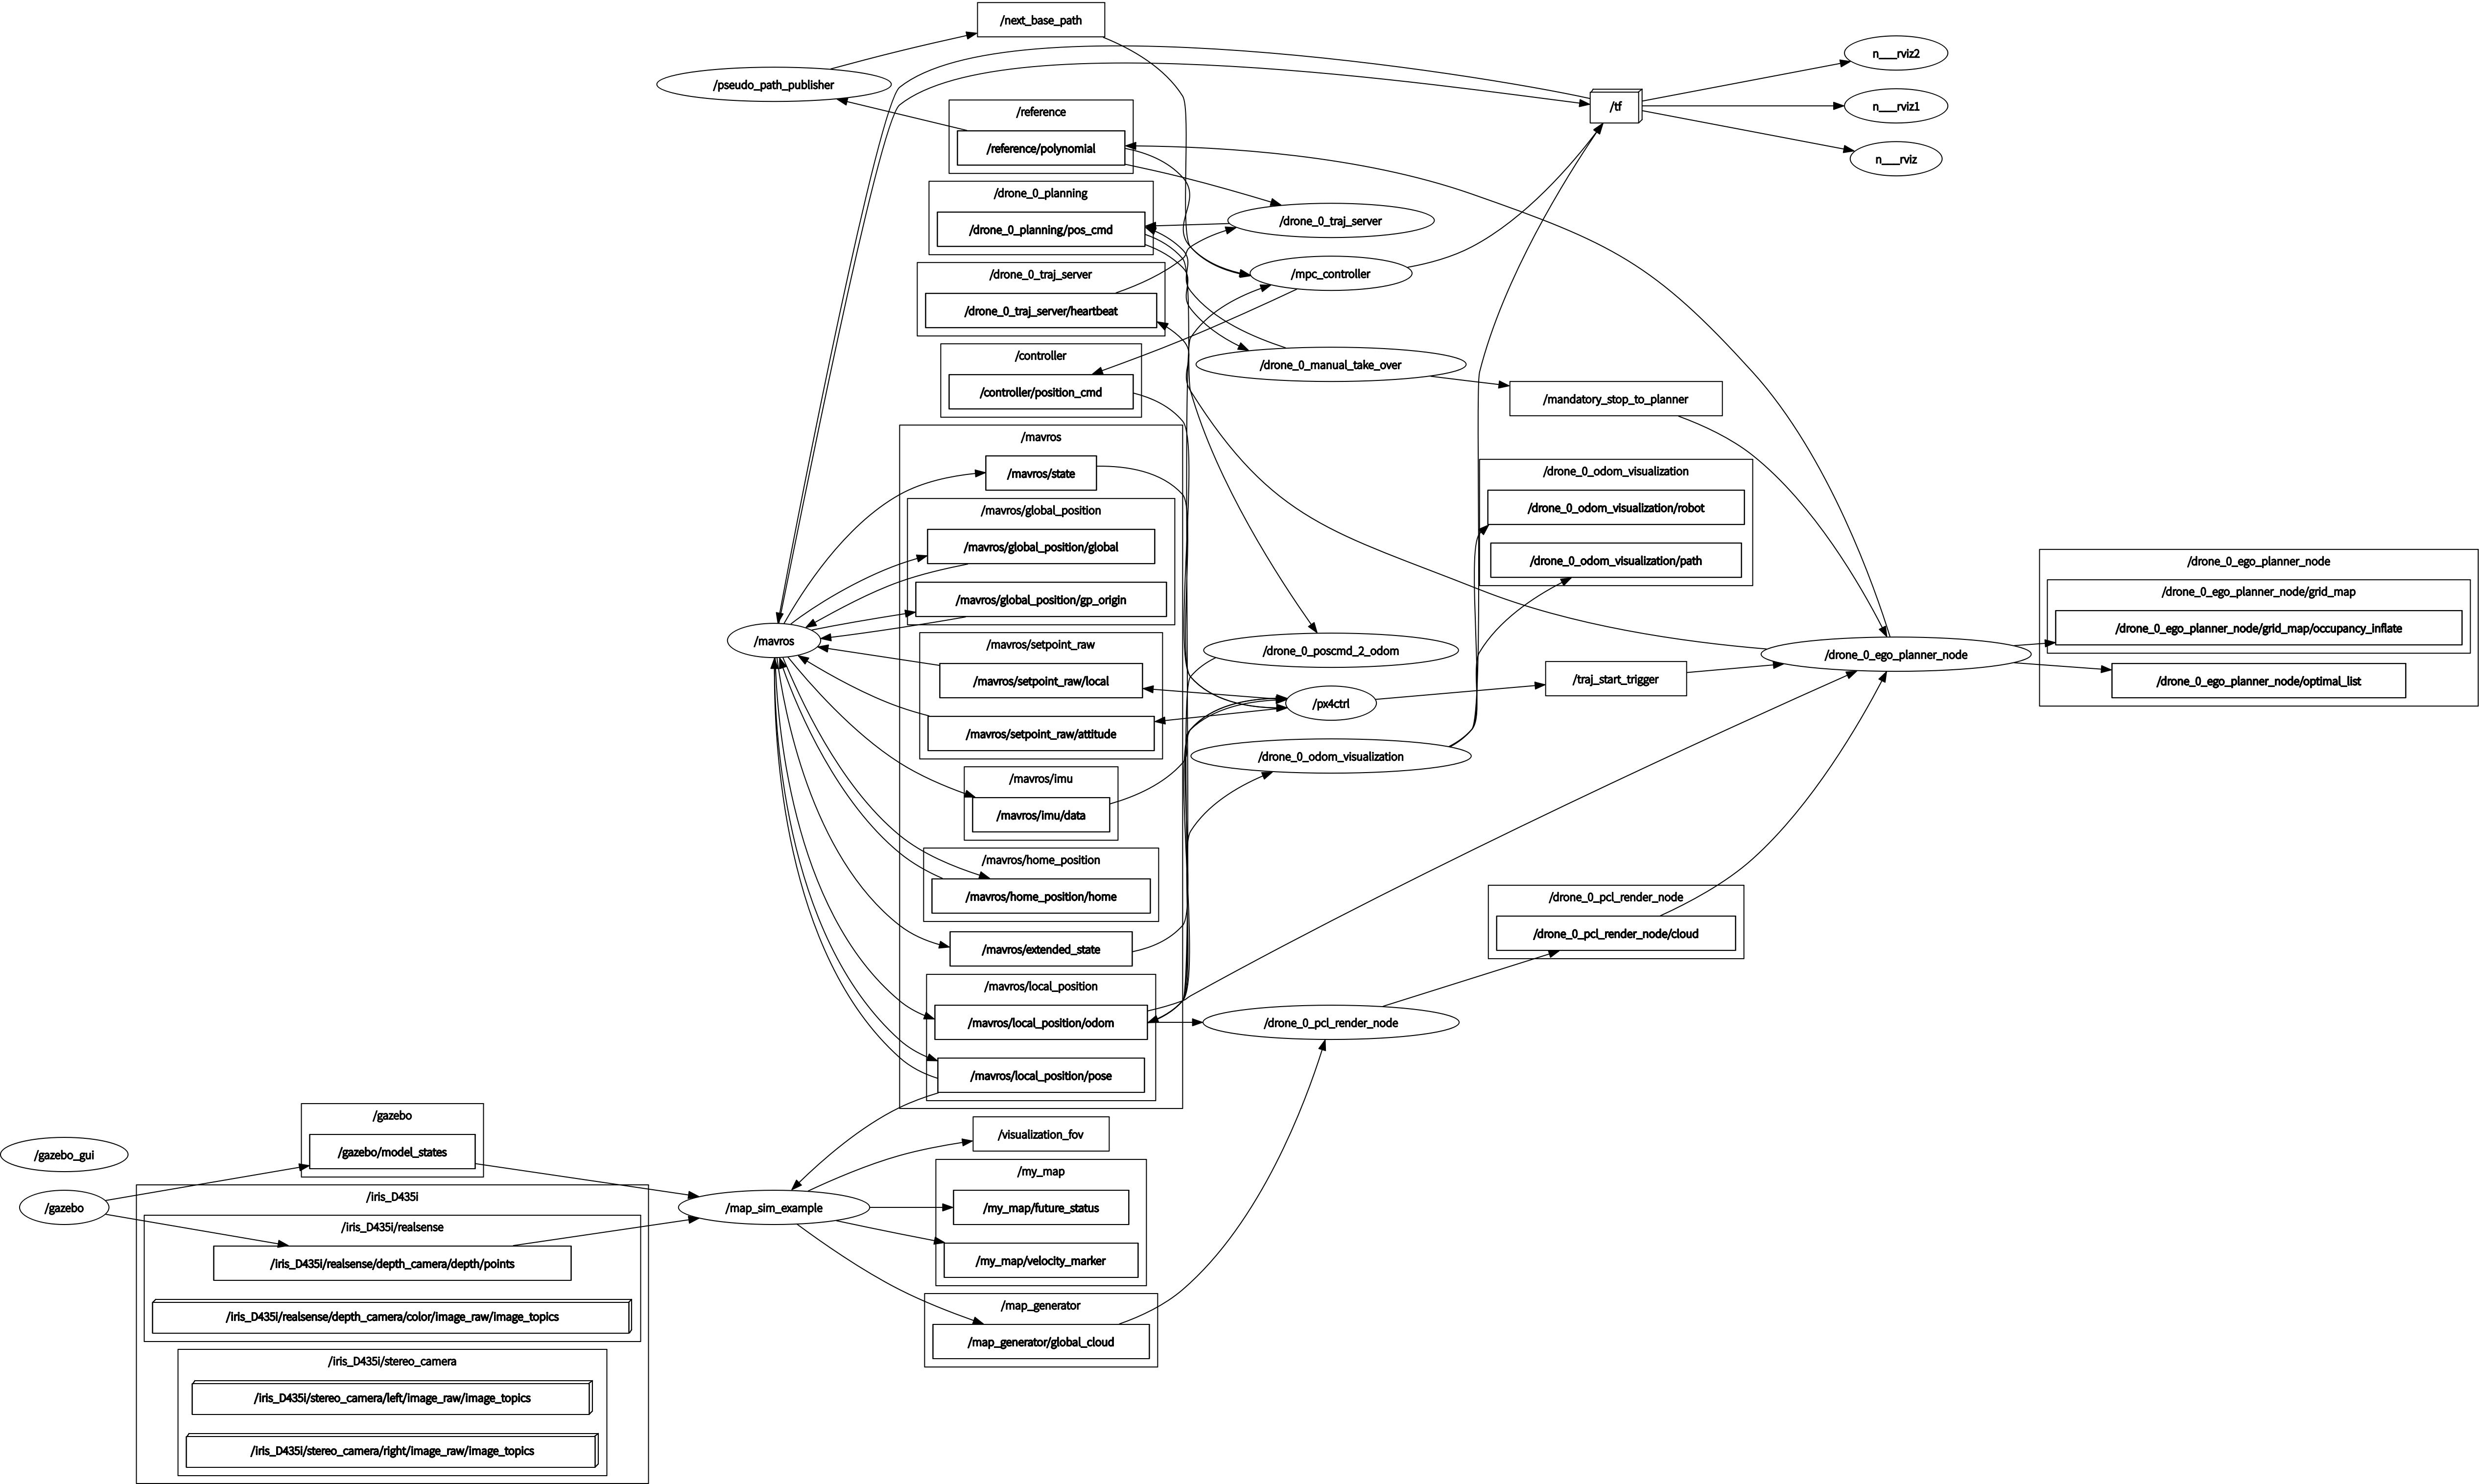 /next_base_path
/pseudo_path_publisher
/reference
/reference/polynomial
/drone_0_planning
/drone_0_planning/pos_cmd
/drone_0_traj_server
/drone_0_traj_server/heartbeat
/controller
/controller/position_cmd
/mavros
/mavros/state
/mavros/global_position
/mavros/global_position/global
/mavros/global_position/gp_origin
/mavros/setpoint_raw
/mavros/setpoint_raw/local
/mavros/setpoint_raw/attitude
/mavros/imu
/mavros/imu/data
/mavros/home_position
/mavros/home_position/home
/mavros/extended_state
/mavros/local_position
/mavros/local_position/odom
/mavros/local_position/pose
/mavros
/drone_0_traj_server
/mpc_controller
/drone_0_manual_take_over
/drone_0_poscmd_2_odom
/px4ctrl
/drone_0_odom_visualization
/drone_0_pcl_render_node
/tf
n___rviz2
n___rviz1
n___rviz
/mandatory_stop_to_planner
/drone_0_odom_visualization
/drone_0_odom_visualization/robot
/drone_0_odom_visualization/path
/traj_start_trigger
/drone_0_pcl_render_node
/drone_0_pcl_render_node/cloud
/drone_0_ego_planner_node
/drone_0_ego_planner_node
/drone_0_ego_planner_node/grid_map
/drone_0_ego_planner_node/grid_map/occupancy_inflate
/drone_0_ego_planner_node/optimal_list
/gazebo_gui
/gazebo
/gazebo
/gazebo/model_states
/iris_D435i
/iris_D435i/realsense
/iris_D435i/realsense/depth_camera/depth/points
/iris_D435i/realsense/depth_camera/color/image_raw/image_topics
/iris_D435i/stereo_camera
/iris_D435i/stereo_camera/left/image_raw/image_topics
/iris_D435i/stereo_camera/right/image_raw/image_topics
/map_sim_example
/visualization_fov
/my_map
/my_map/future_status
/my_map/velocity_marker
/map_generator
/map_generator/global_cloud